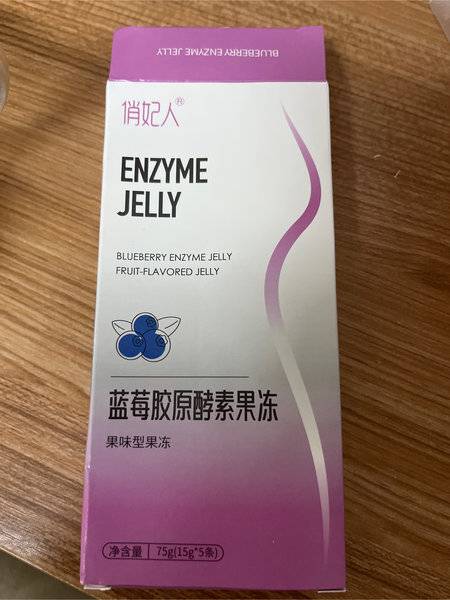 BLUEBERRY ENZYME JELLY
俏妃人®
ENZYME
JELLY
BLUEBERRY ENZYME JELLY
FRUIT-FLAVORED JELLY
蓝莓胶原酵素果冻
果味型果冻
净含量 75g(15g*5条)